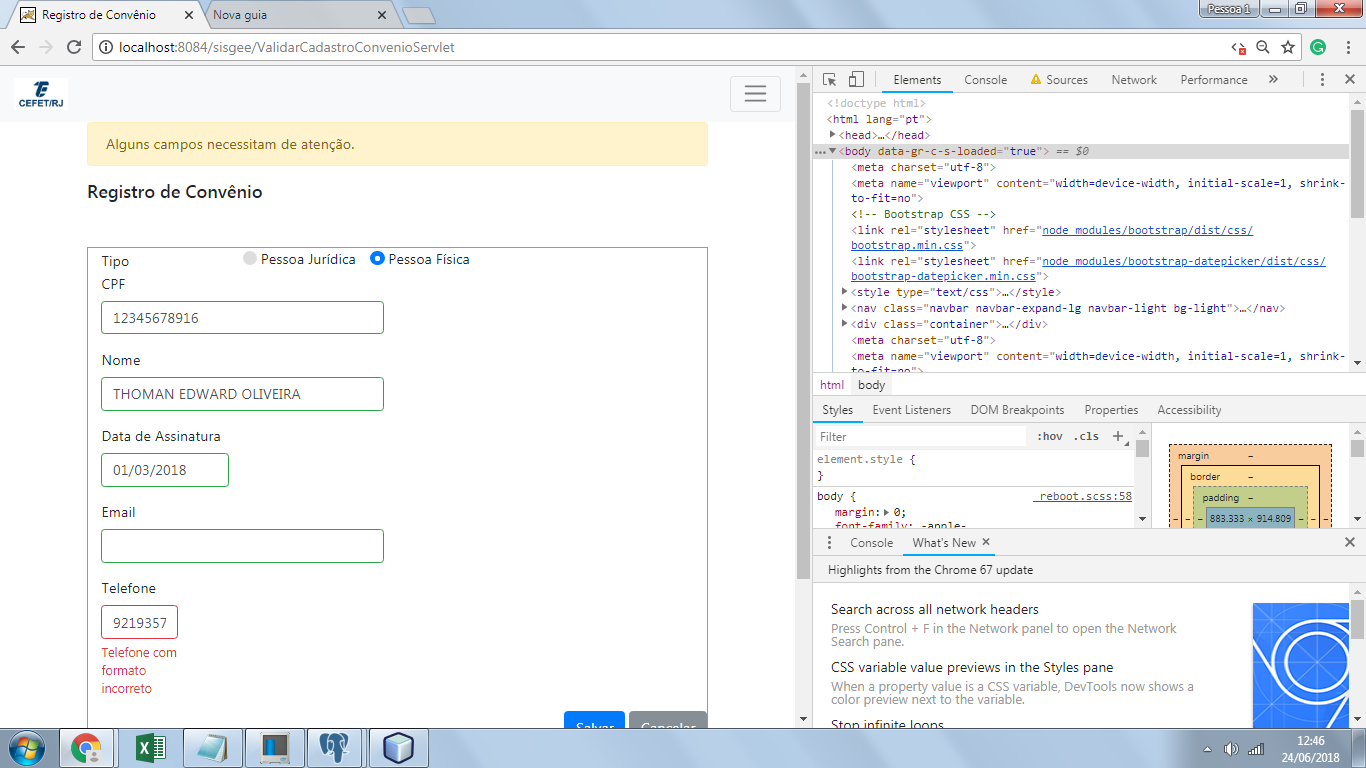 Registro de Convênio
Nova guia
Pessoa 1
localhost:8084/sisgee/ValidarCadastroConvenioServlet
CEFET/RJ
Alguns campos necessitam de atenção.
Registro de Convênio
Tipo Pessoa Jurídica Pessoa Física
CPF
12345678916
Nome
THOMAN EDWARD OLIVEIRA
Data de Assinatura
01/03/2018
Email
Telefone
9219357
Telefone com
formato
incorreto
Salvar Cancelar
Elements Console Sources Network Performance »
<!doctype html>
<html lang="pt">
<head>…</head>
…<body data-gr-c-s-loaded="true"> == $0
<meta charset="utf-8">
<meta name="viewport" content="width=device-width, initial-scale=1, shrink-
to-fit=no">
<!-- Bootstrap CSS -->
<link rel="stylesheet" href="node_modules/bootstrap/dist/css/
bootstrap.min.css">
<link rel="stylesheet" href="node_modules/bootstrap-datepicker/dist/css/
bootstrap-datepicker.min.css">
<style type="text/css">…</style>
<nav class="navbar navbar-expand-lg navbar-light bg-light">…</nav>
<div class="container">…</div>
<meta charset="utf-8">
<meta name="viewport" content="width=device-width, initial-scale=1, shrink-
to-fit=no">
html body
Styles Event Listeners DOM Breakpoints Properties Accessibility
Filter :hov .cls +
element.style {
}
body { _reboot.scss:58
margin: 0;
font-family: -apple-
margin –
border –
padding –
– – – 883.333 × 914.809 – – –
Console What's New
Highlights from the Chrome 67 update
Search across all network headers
Press Control + F in the Network panel to open the Network
Search pane.
CSS variable value previews in the Styles pane
When a property value is a CSS variable, DevTools now shows a
color preview next to the variable.
Stop infinite loops
12:46
24/06/2018